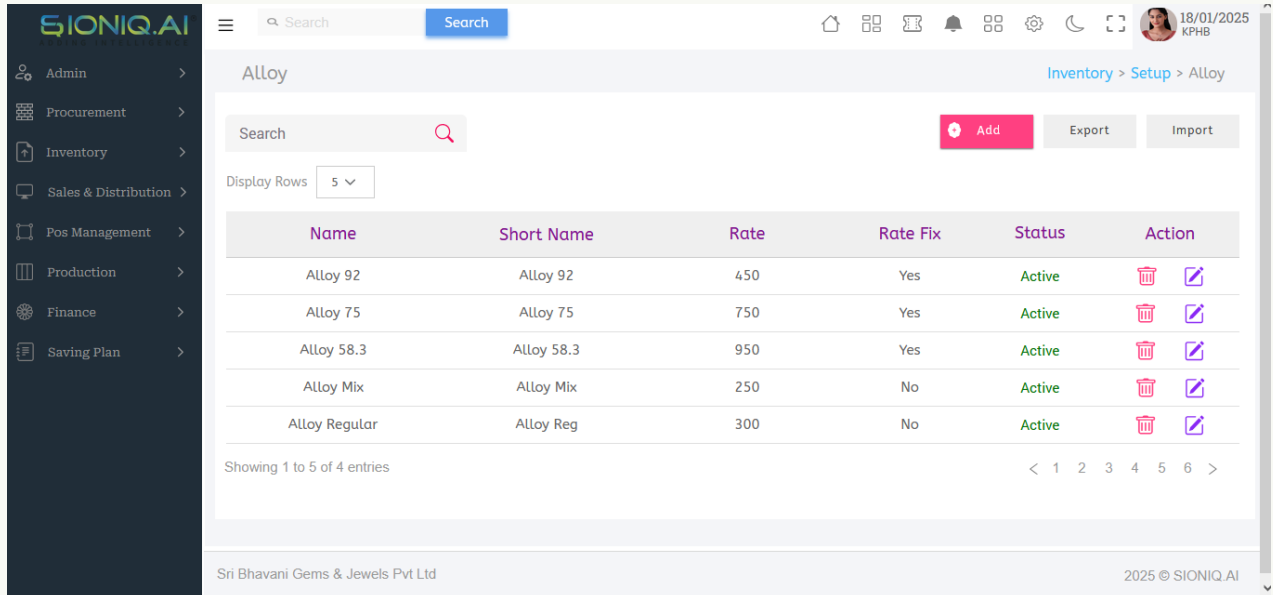 SIONIQ.AI
Search
Search
18/01/2025
KPHB
Admin
Procurement
Inventory
Sales & Distribution
Pos Management
Production
Finance
Saving Plan
Alloy
Inventory > Setup > Alloy
Search
Add
Export
Import
Display Rows 5
Name Short Name Rate Rate Fix Status Action
Alloy 92 Alloy 92 450 Yes Active
Alloy 75 Alloy 75 750 Yes Active
Alloy 58.3 Alloy 58.3 950 Yes Active
Alloy Mix Alloy Mix 250 No Active
Alloy Regular Alloy Reg 300 No Active
Showing 1 to 5 of 4 entries
< 1 2 3 4 5 6 >
Sri Bhavani Gems & Jewels Pvt Ltd
2025 © SIONIQ.AI